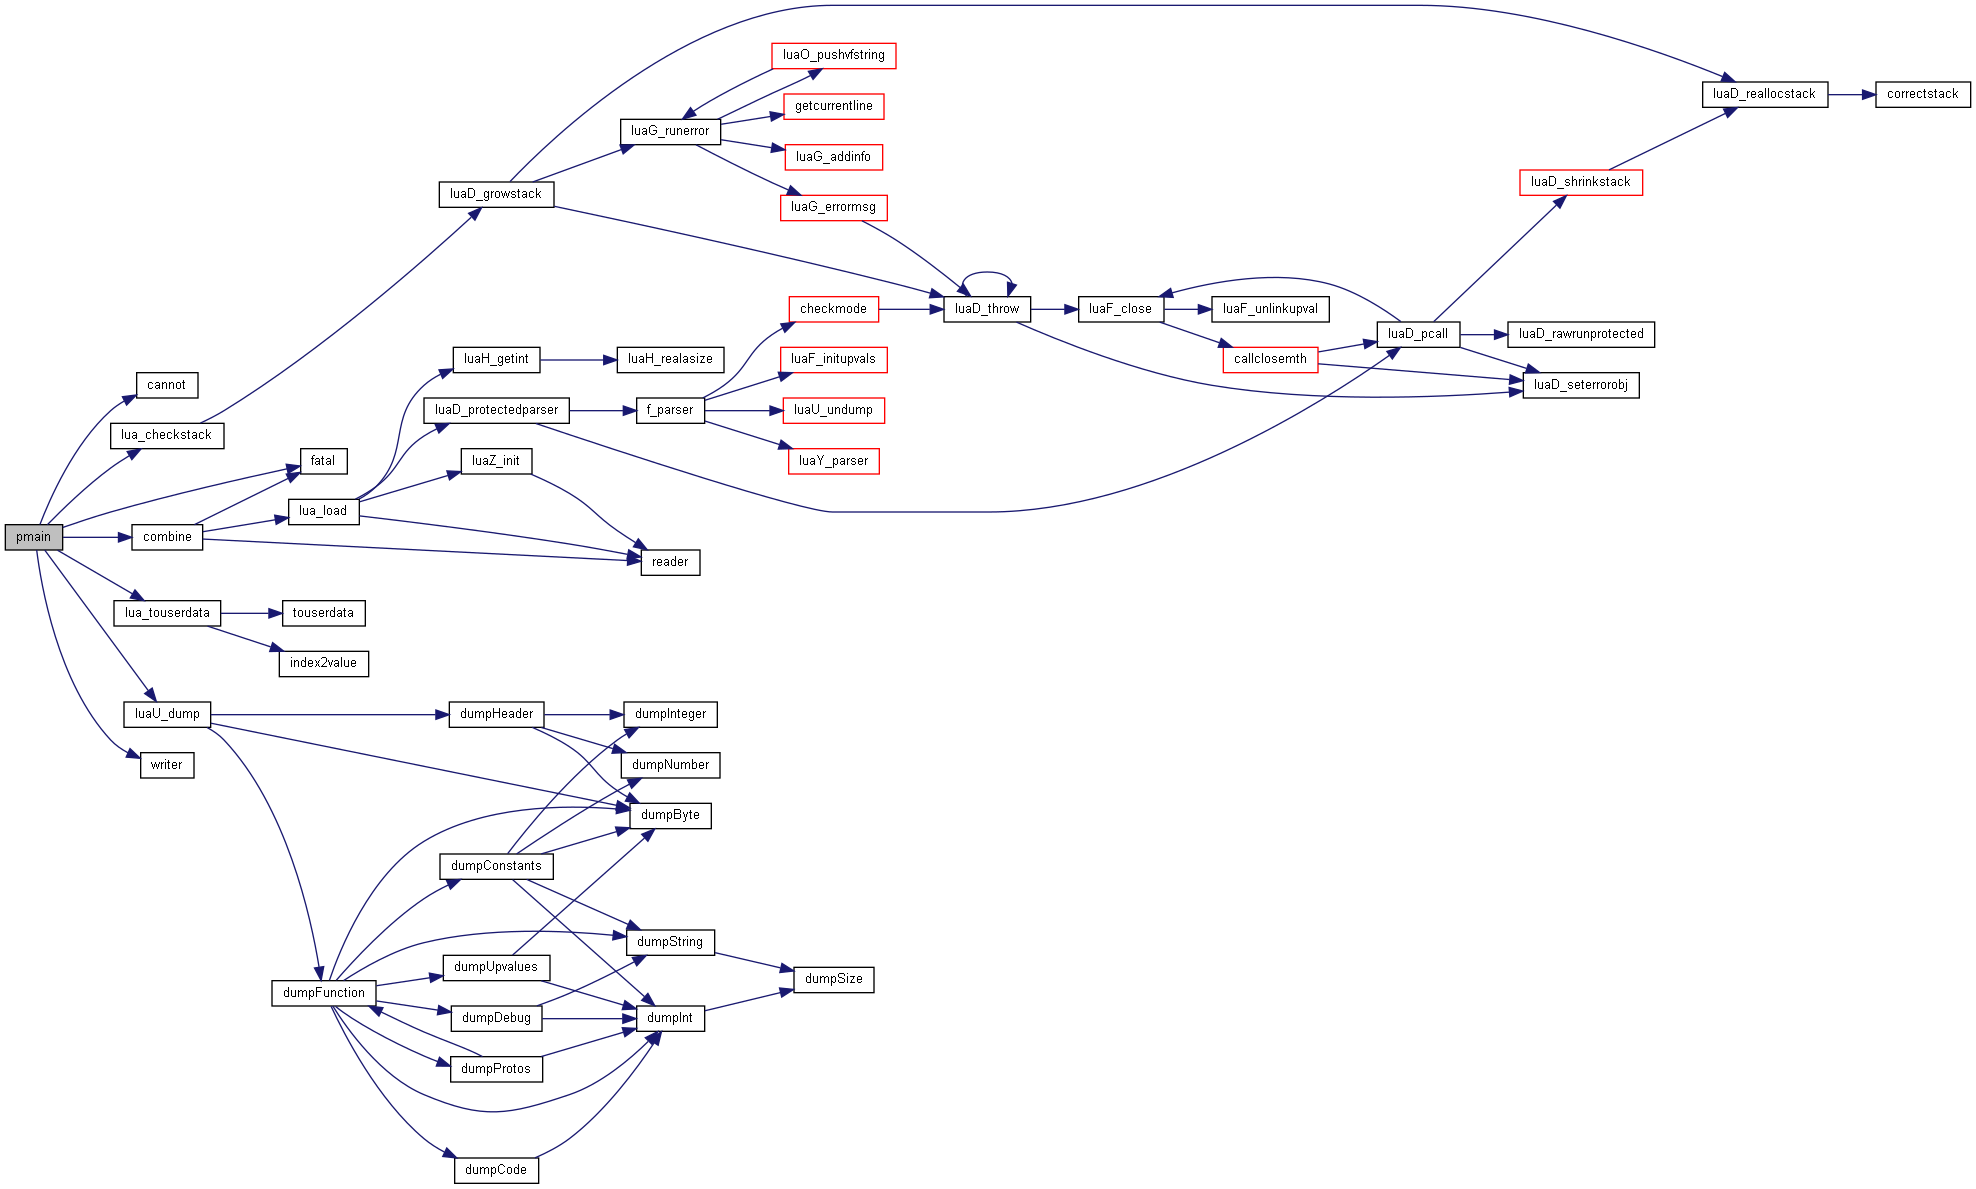 pmain
cannot
lua_checkstack
fatal
combine
lua_load
lua_touserdata
touserdata
index2value
luaU_dump
writer
luaD_growstack
luaO_pushvfstring
getcurrentline
luaG_runerror
luaG_addinfo
luaG_errormsg
luaH_getint
luaH_realasize
luaD_protectedparser
f_parser
luaZ_init
reader
checkmode
luaF_initupvals
luaU_undump
luaY_parser
luaD_throw
luaF_close
luaF_unlinkupval
callclosemth
luaD_pcall
luaD_shrinkstack
luaD_rawrunprotected
luaD_seterrorobj
luaD_reallocstack
correctstack
dumpHeader
dumpInteger
dumpNumber
dumpByte
dumpConstants
dumpString
dumpUpvalues
dumpSize
dumpFunction
dumpDebug
dumpInt
dumpProtos
dumpCode